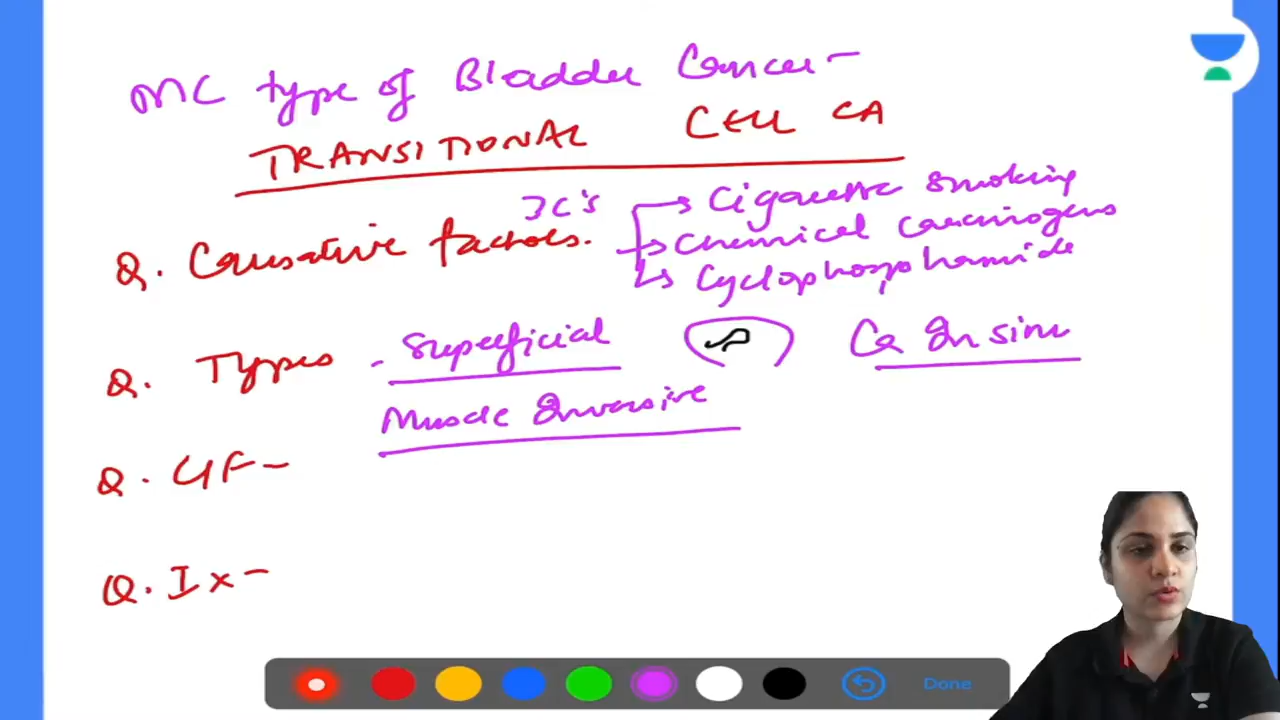 MC type of Bladder Cancer-
TRANSITIONAL CELL CA
Q. Causative factors. 3C's → Cigarette smoking
→ Chemical carcinogens
→ Cyclophosphamide
Q. Types - Superficial Ca In situ
Muscle Invasive
Q. C/F -
Q. Ix -
Done